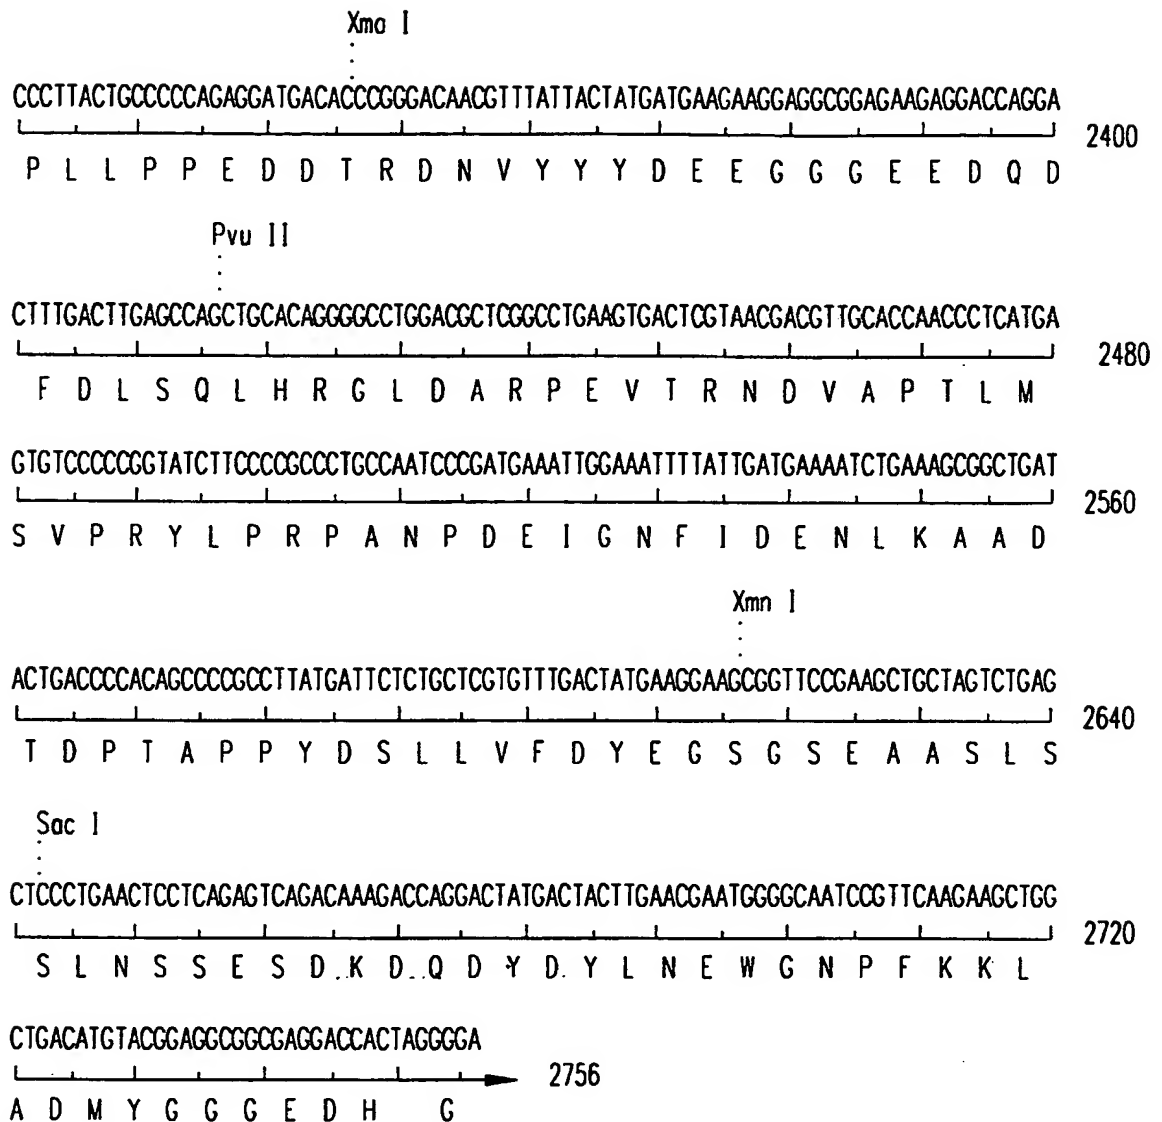 Xma I
CCCTTACTGCCCCCAGAGGATGACACCCGGGACAACGTTTATTACTATGATGAAGAAGGAGGCGGAGAAGAGGACCAGGA
2400
P L L P P E D D T R D N V Y Y Y D E E G G G E E D Q D
Pvu II
CTTTGACTTGAGCCAGCTGCACAGGGGCCTGGACGCTCGGCCTGAAGTGACTCGTAACGACGTTGCACCAACCCTCATGA
2480
F D L S Q L H R G L D A R P E V T R N D V A P T L M
GTGTCCCCCGGTATCTTCCCCGCCCTGCCAATCCCGATGAAATTGGAAATTTTATTGATGAAAATCTGAAAGCGGCTGAT
2560
S V P R Y L P R P A N P D E I G N F I D E N L K A A D
Xmn I
ACTGACCCCACAGCCCCGCCTTATGATTCTCTGCTCGTGTTTGACTATGAAGGAAGCGGTTCCGAAGCTGCTAGTCTGAG
2640
T D P T A P P Y D S L L V F D Y E G S G S E A A S L S
Sac I
CTCCCTGAACTCCTCAGAGTCAGACAAAGACCAGGACTATGACTACTTGAACGAATGGGGCAATCCGTTCAAGAAGCTGG
2720
S L N S S E S D K D Q D Y D Y L N E W G N P F K K L
CTGACATGTACGGAGGCGGCGAGGACCACTAGGGGA
2756
A D M Y G G G E D H G